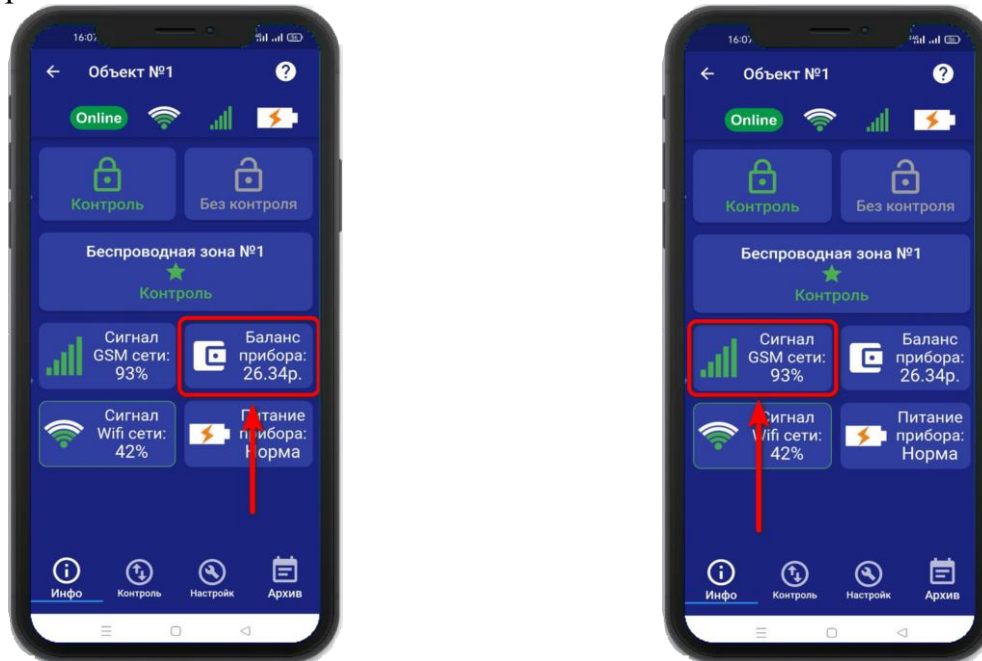 16:07
Объект №1
?
Online
Контроль
Без контроля
Беспроводная зона №1
Контроль
Сигнал
GSM сети:
93%
Баланс
прибора:
26.34р.
Сигнал
Wifi сети:
42%
Питание
прибора:
Норма
Инфо
Контроль
Настройк
Архив
16:07
Объект №1
?
Online
Контроль
Без контроля
Беспроводная зона №1
Контроль
Сигнал
GSM сети:
93%
Баланс
прибора:
26.34р.
Сигнал
Wifi сети:
42%
Питание
прибора:
Норма
Инфо
Контроль
Настройк
Архив